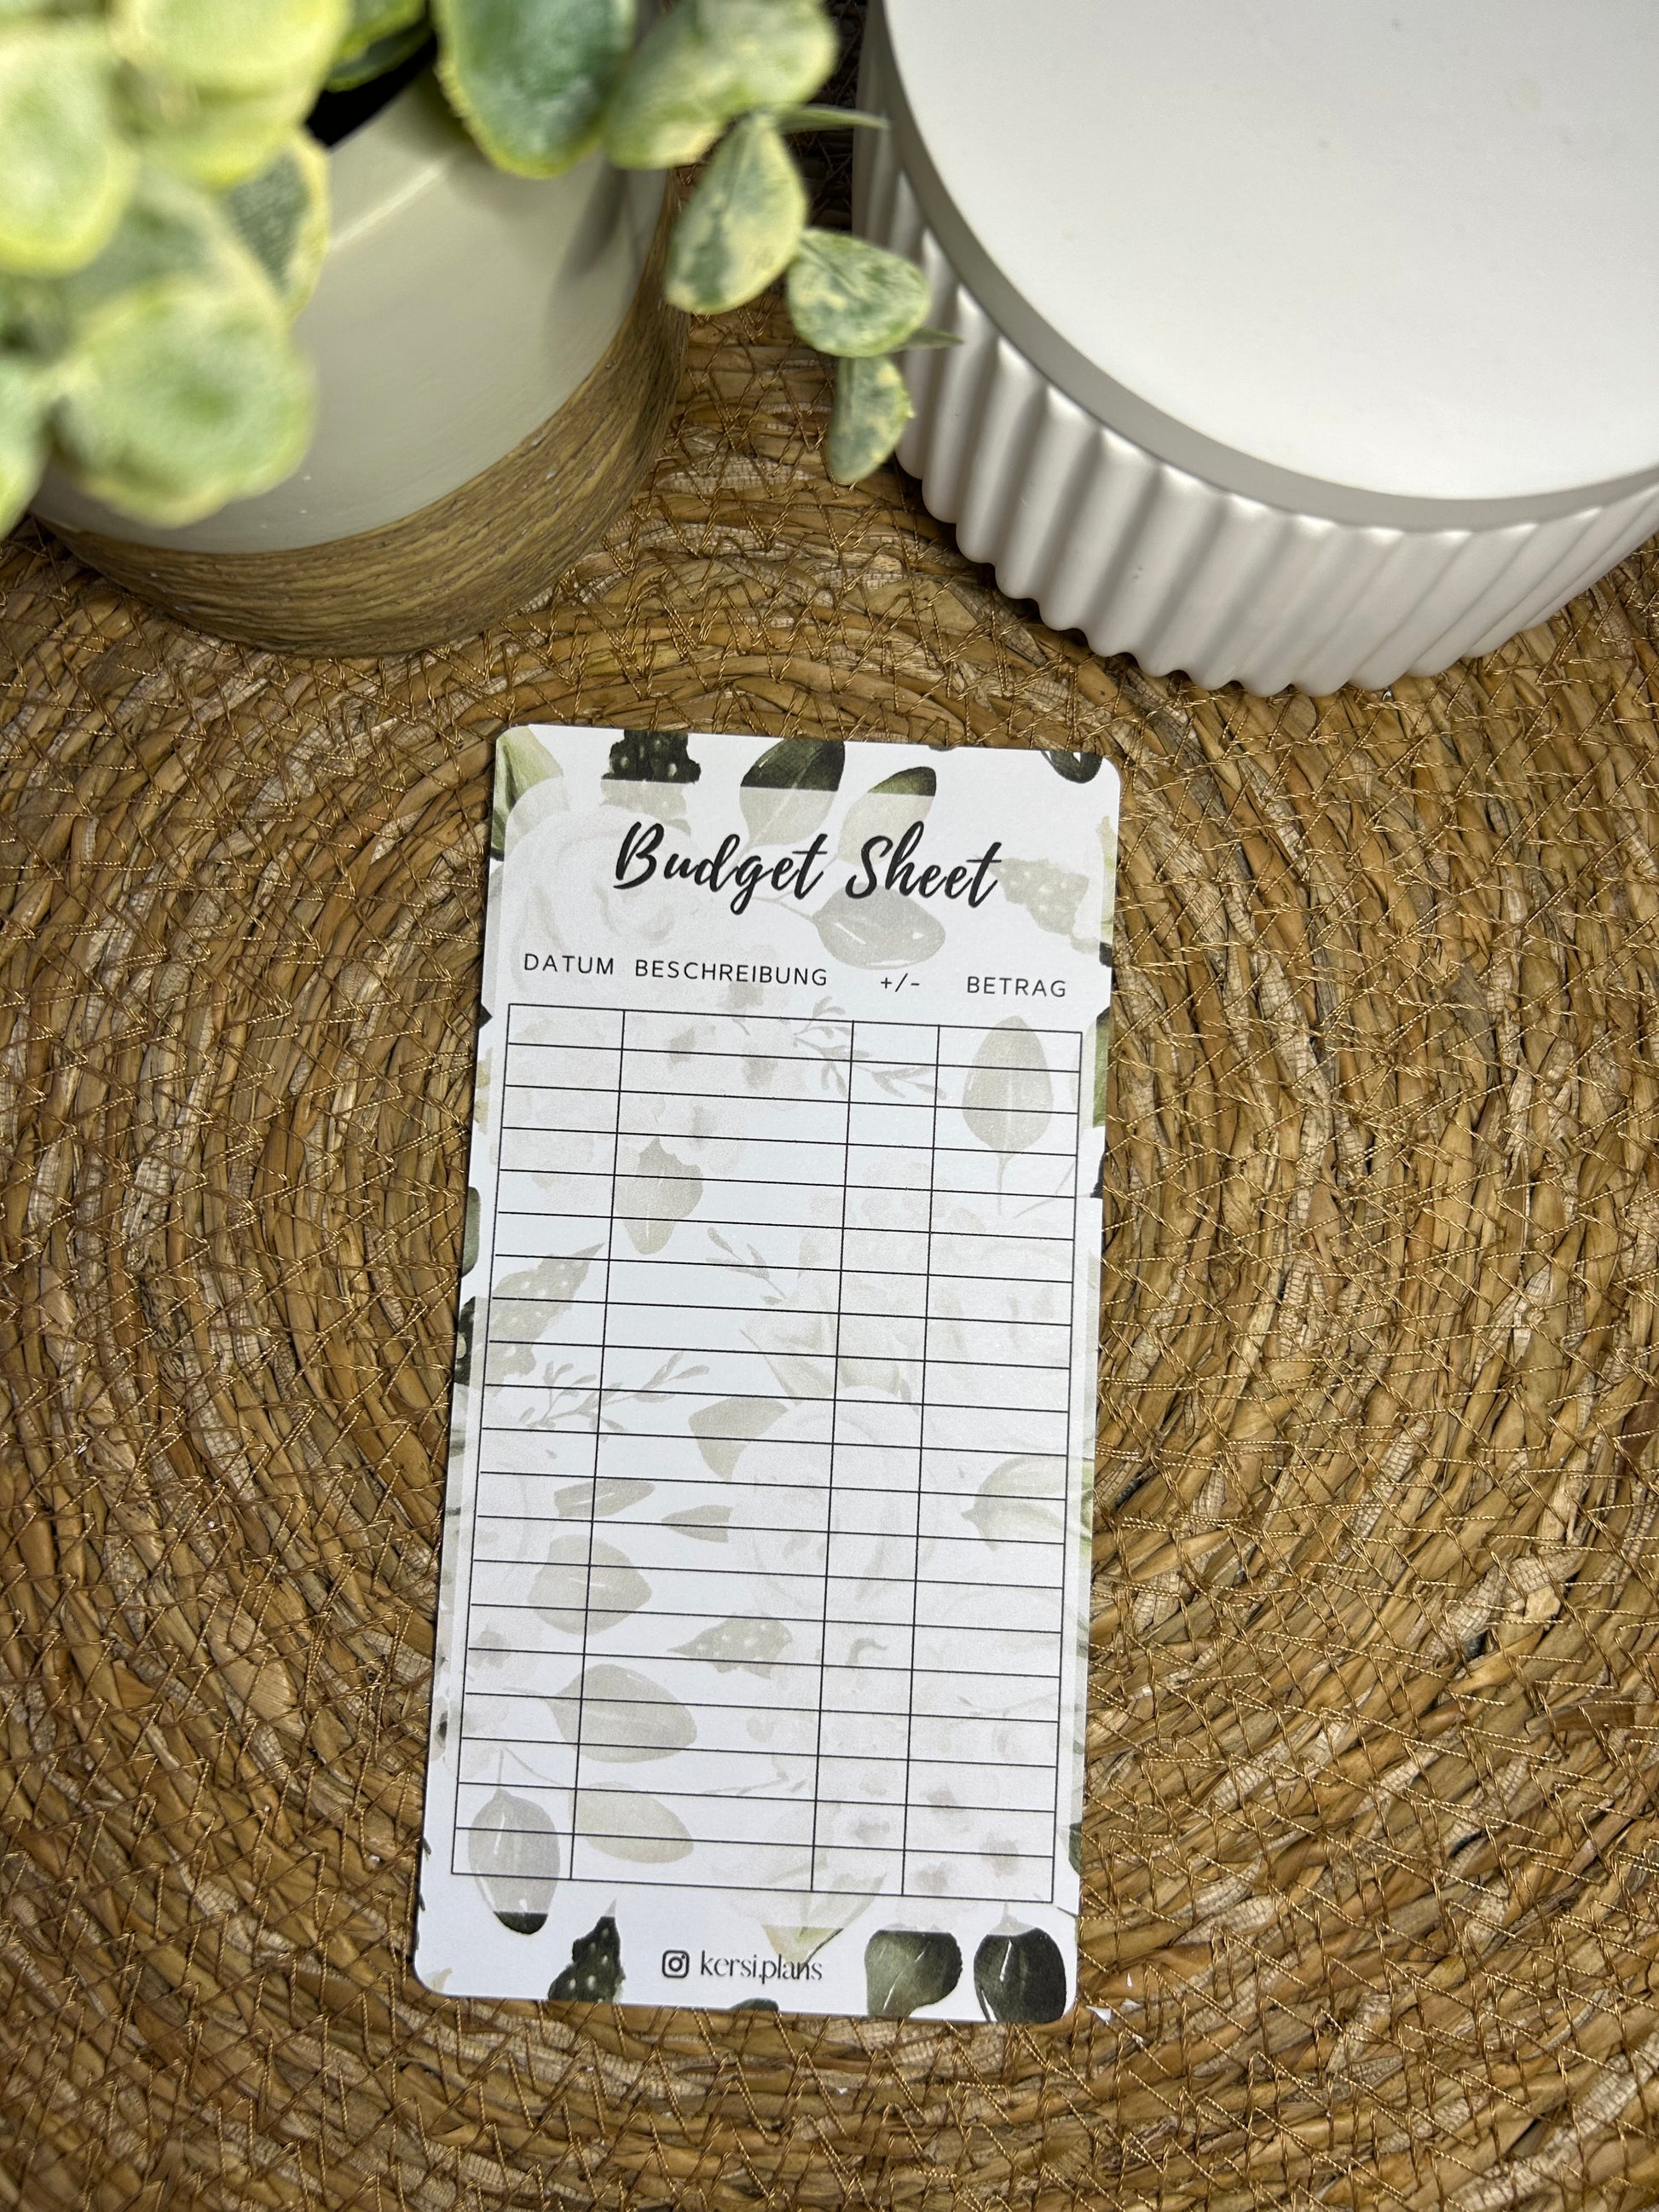 Budget Sheet
DATUM BESCHREIBUNG +/- BETRAG
kersi.plans